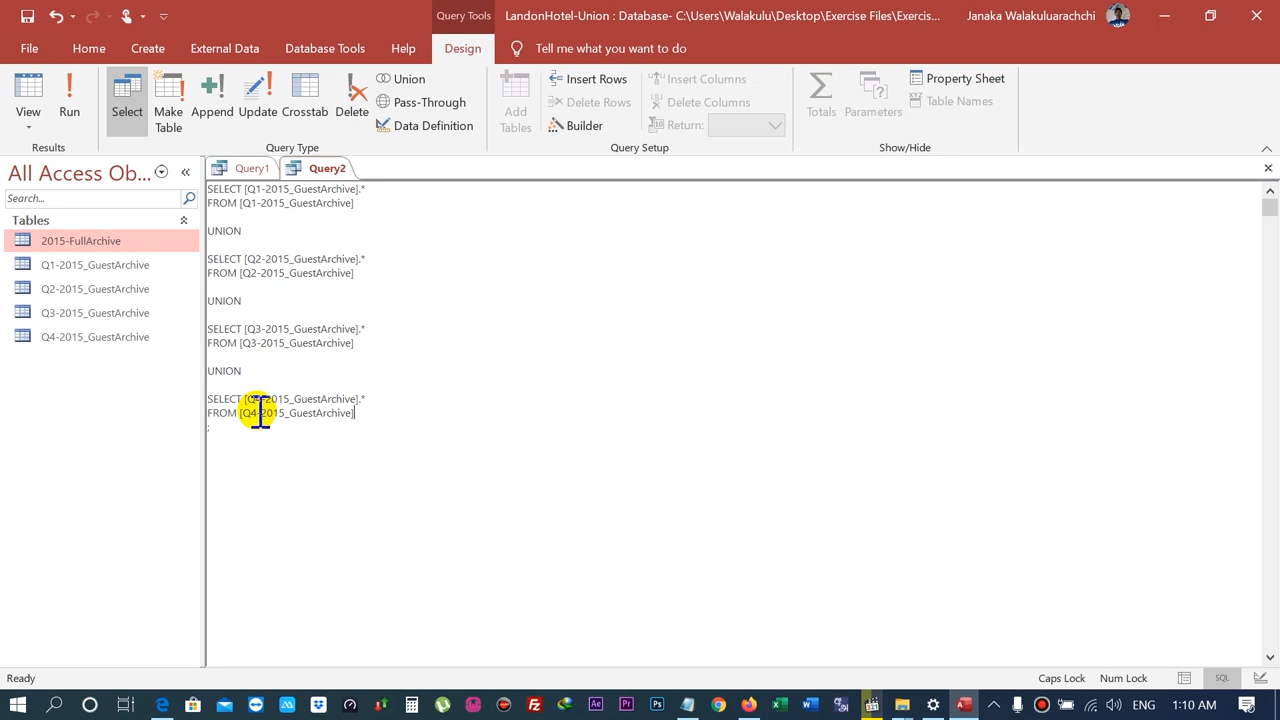 Query Tools
LandonHotel-Union : Database- C:\Users\Walakulu\Desktop\Exercise Files\Exercis...
Janaka Walakuluarachchi
File
Home
Create
External Data
Database Tools
Help
Design
Tell me what you want to do
View
Run
Select
Make Table
Append
Update
Crosstab
Delete
Union
Pass-Through
Data Definition
Add Tables
Insert Rows
Delete Rows
Builder
Insert Columns
Delete Columns
Return:
Totals
Parameters
Property Sheet
Table Names
Results
Query Type
Query Setup
Show/Hide
All Access Ob...
Search...
Tables
2015-FullArchive
Q1-2015_GuestArchive
Q2-2015_GuestArchive
Q3-2015_GuestArchive
Q4-2015_GuestArchive
Query1
Query2
SELECT [Q1-2015_GuestArchive].*
FROM [Q1-2015_GuestArchive]
UNION
SELECT [Q2-2015_GuestArchive].*
FROM [Q2-2015_GuestArchive]
UNION
SELECT [Q3-2015_GuestArchive].*
FROM [Q3-2015_GuestArchive]
UNION
SELECT [Q4-2015_GuestArchive].*
FROM [Q4-2015_GuestArchive]
;
Ready
Caps Lock
Num Lock
SQL
ENG
1:10 AM